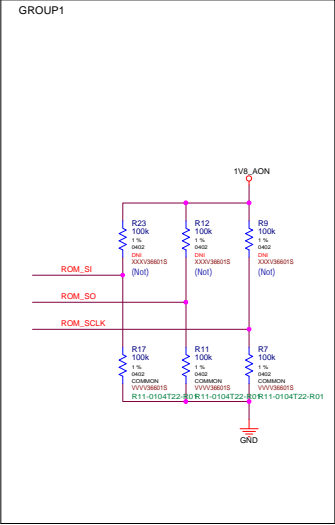 GROUP1
1V8_AON
R23
100k
1 %
0402
DNI
XXXV36601S
(Not)
R12
100k
1 %
0402
DNI
XXXV36601S
(Not)
R9
100k
1 %
0402
DNI
XXXV36601S
(Not)
ROM_SI
ROM_SO
ROM_SCLK
R17
100k
1 %
0402
COMMON
VVVV36601S
R11-0104T22-R01
R11
100k
1 %
0402
COMMON
VVVV36601S
R11-0104T22-R01
R7
100k
1 %
0402
COMMON
VVVV36601S
R11-0104T22-R01
GND